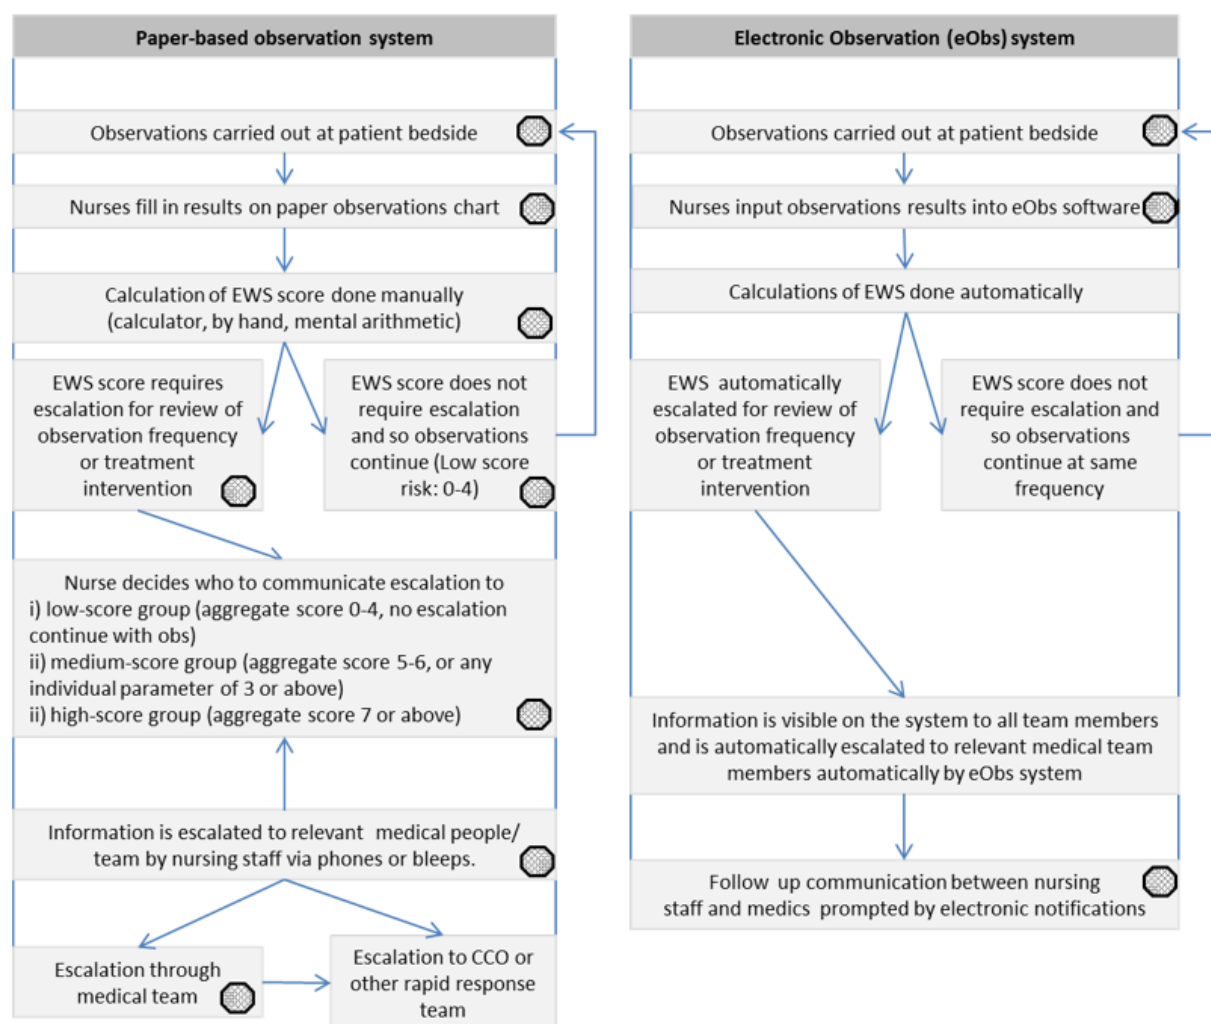 Paper-based observation system
Observations carried out at patient bedside
Nurses fill in results on paper observations chart
Calculation of EWS score done manually
(calculator, by hand, mental arithmetic)
EWS score requires
escalation for review of
observation frequency
or treatment
intervention
EWS score does not
require escalation
and so observations
continue (Low score
risk: 0-4)
Nurse decides who to communicate escalation to
i) low-score group (aggregate score 0-4, no escalation
continue with obs)
ii) medium-score group (aggregate score 5-6, or any
individual parameter of 3 or above)
ii) high-score group (aggregate score 7 or above)
Information is escalated to relevant medical people/
team by nursing staff via phones or bleeps.
Escalation through
medical team
Escalation to CCO or
other rapid response
team
Electronic Observation (eObs) system
Observations carried out at patient bedside
Nurses input observations results into eObs software
Calculations of EWS done automatically
EWS automatically
escalated for review of
observation frequency
or treatment
intervention
EWS score does not
require escalation and
so observations
continue at same
frequency
Information is visible on the system to all team members
and is automatically escalated to relevant medical team
members automatically by eObs system
Follow up communication between nursing
staff and medics prompted by electronic notifications